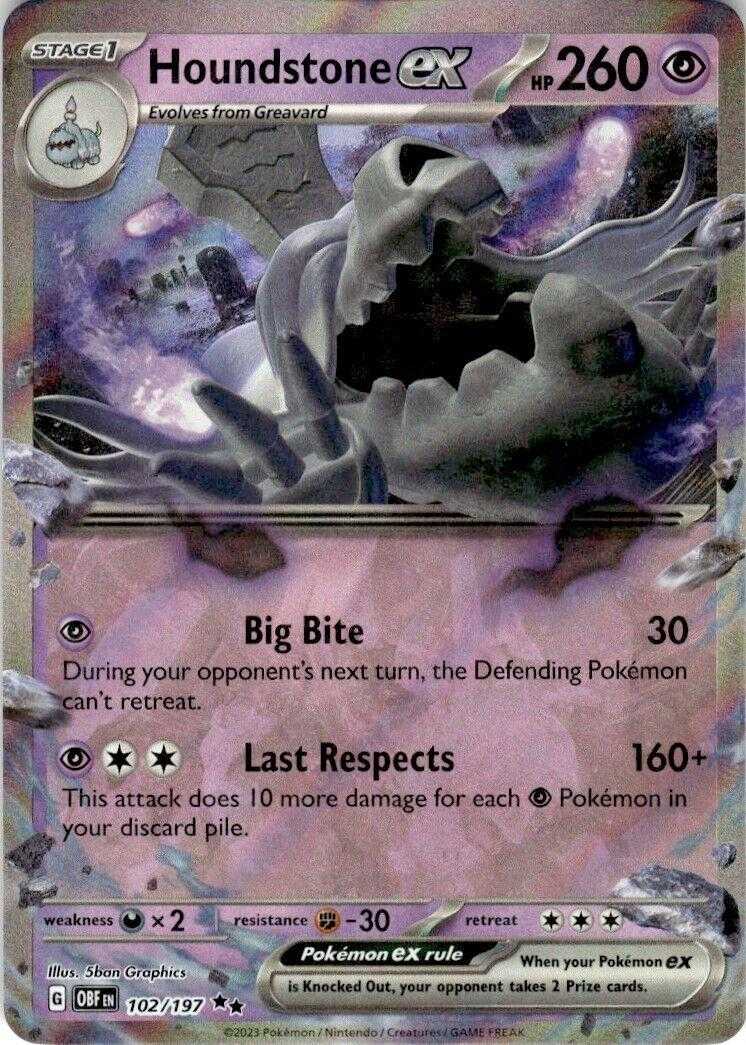 STAGE 1
Houndstone ex HP 260
Evolves from Greavard
Big Bite 30
During your opponent's next turn, the Defending Pokémon
can't retreat.
Last Respects 160+
This attack does 10 more damage for each Pokémon in
your discard pile.
weakness ×2 resistance -30 retreat
Pokémon ex rule When your Pokémon ex
is Knocked Out, your opponent takes 2 Prize cards.
Illus. 5ban Graphics
G OBF EN 102/197
©2023 Pokémon / Nintendo / Creatures / GAME FREAK